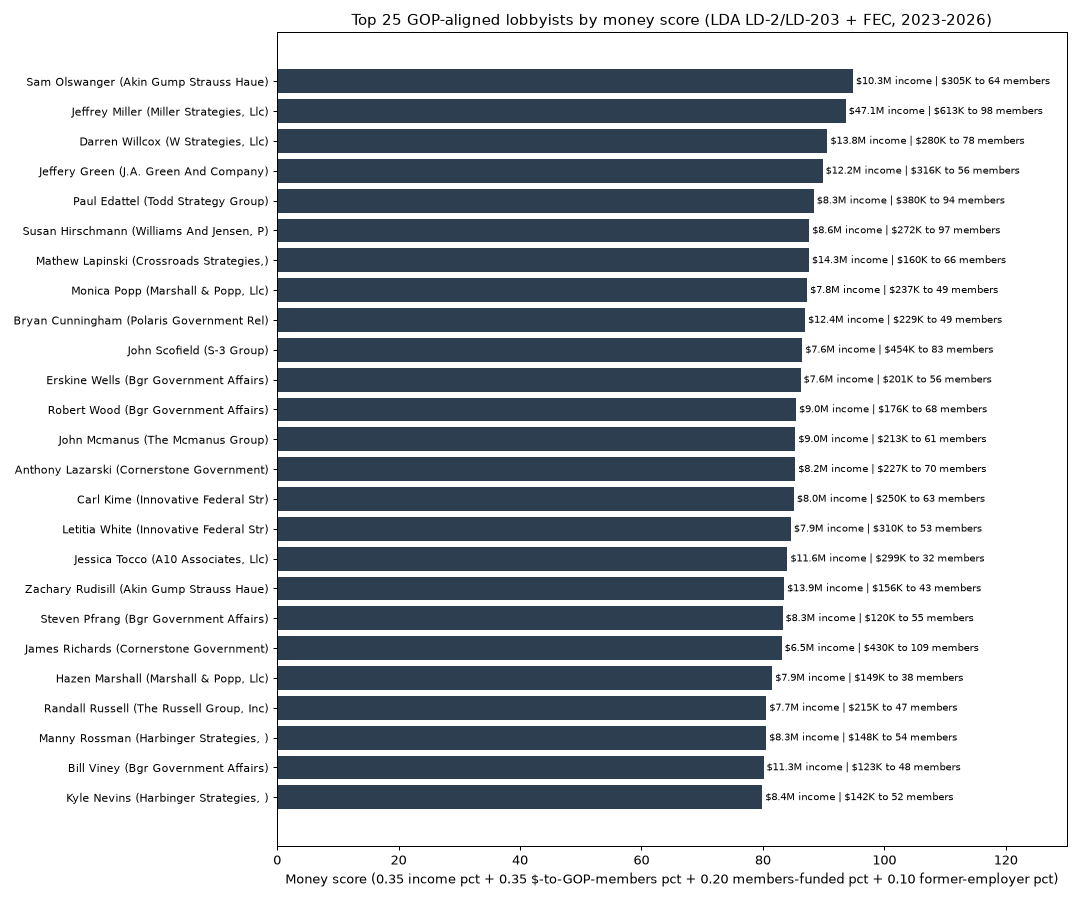 Top 25 GOP-aligned lobbyists by money score (LDA LD-2/LD-203 + FEC, 2023-2026)
Sam Olswanger (Akin Gump Strauss Haue) $10.3M income | $305K to 64 members
Jeffrey Miller (Miller Strategies, Llc) $47.1M income | $613K to 98 members
Darren Willcox (W Strategies, Llc) $13.8M income | $280K to 78 members
Jeffery Green (J.A. Green And Company) $12.2M income | $316K to 56 members
Paul Edattel (Todd Strategy Group) $8.3M income | $380K to 94 members
Susan Hirschmann (Williams And Jensen, P) $8.6M income | $272K to 97 members
Mathew Lapinski (Crossroads Strategies,) $14.3M income | $160K to 66 members
Monica Popp (Marshall & Popp, Llc) $7.8M income | $237K to 49 members
Bryan Cunningham (Polaris Government Rel) $12.4M income | $229K to 49 members
John Scofield (S-3 Group) $7.6M income | $454K to 83 members
Erskine Wells (Bgr Government Affairs) $7.6M income | $201K to 56 members
Robert Wood (Bgr Government Affairs) $9.0M income | $176K to 68 members
John Mcmanus (The Mcmanus Group) $9.0M income | $213K to 61 members
Anthony Lazarski (Cornerstone Government) $8.2M income | $227K to 70 members
Carl Kime (Innovative Federal Str) $8.0M income | $250K to 63 members
Letitia White (Innovative Federal Str) $7.9M income | $310K to 53 members
Jessica Tocco (A10 Associates, Llc) $11.6M income | $299K to 32 members
Zachary Rudisill (Akin Gump Strauss Haue) $13.9M income | $156K to 43 members
Steven Pfrang (Bgr Government Affairs) $8.3M income | $120K to 55 members
James Richards (Cornerstone Government) $6.5M income | $430K to 109 members
Hazen Marshall (Marshall & Popp, Llc) $7.9M income | $149K to 38 members
Randall Russell (The Russell Group, Inc) $7.7M income | $215K to 47 members
Manny Rossman (Harbinger Strategies, ) $8.3M income | $148K to 54 members
Bill Viney (Bgr Government Affairs) $11.3M income | $123K to 48 members
Kyle Nevins (Harbinger Strategies, ) $8.4M income | $142K to 52 members
0 20 40 60 80 100 120
Money score (0.35 income pct + 0.35 $-to-GOP-members pct + 0.20 members-funded pct + 0.10 former-employer pct)